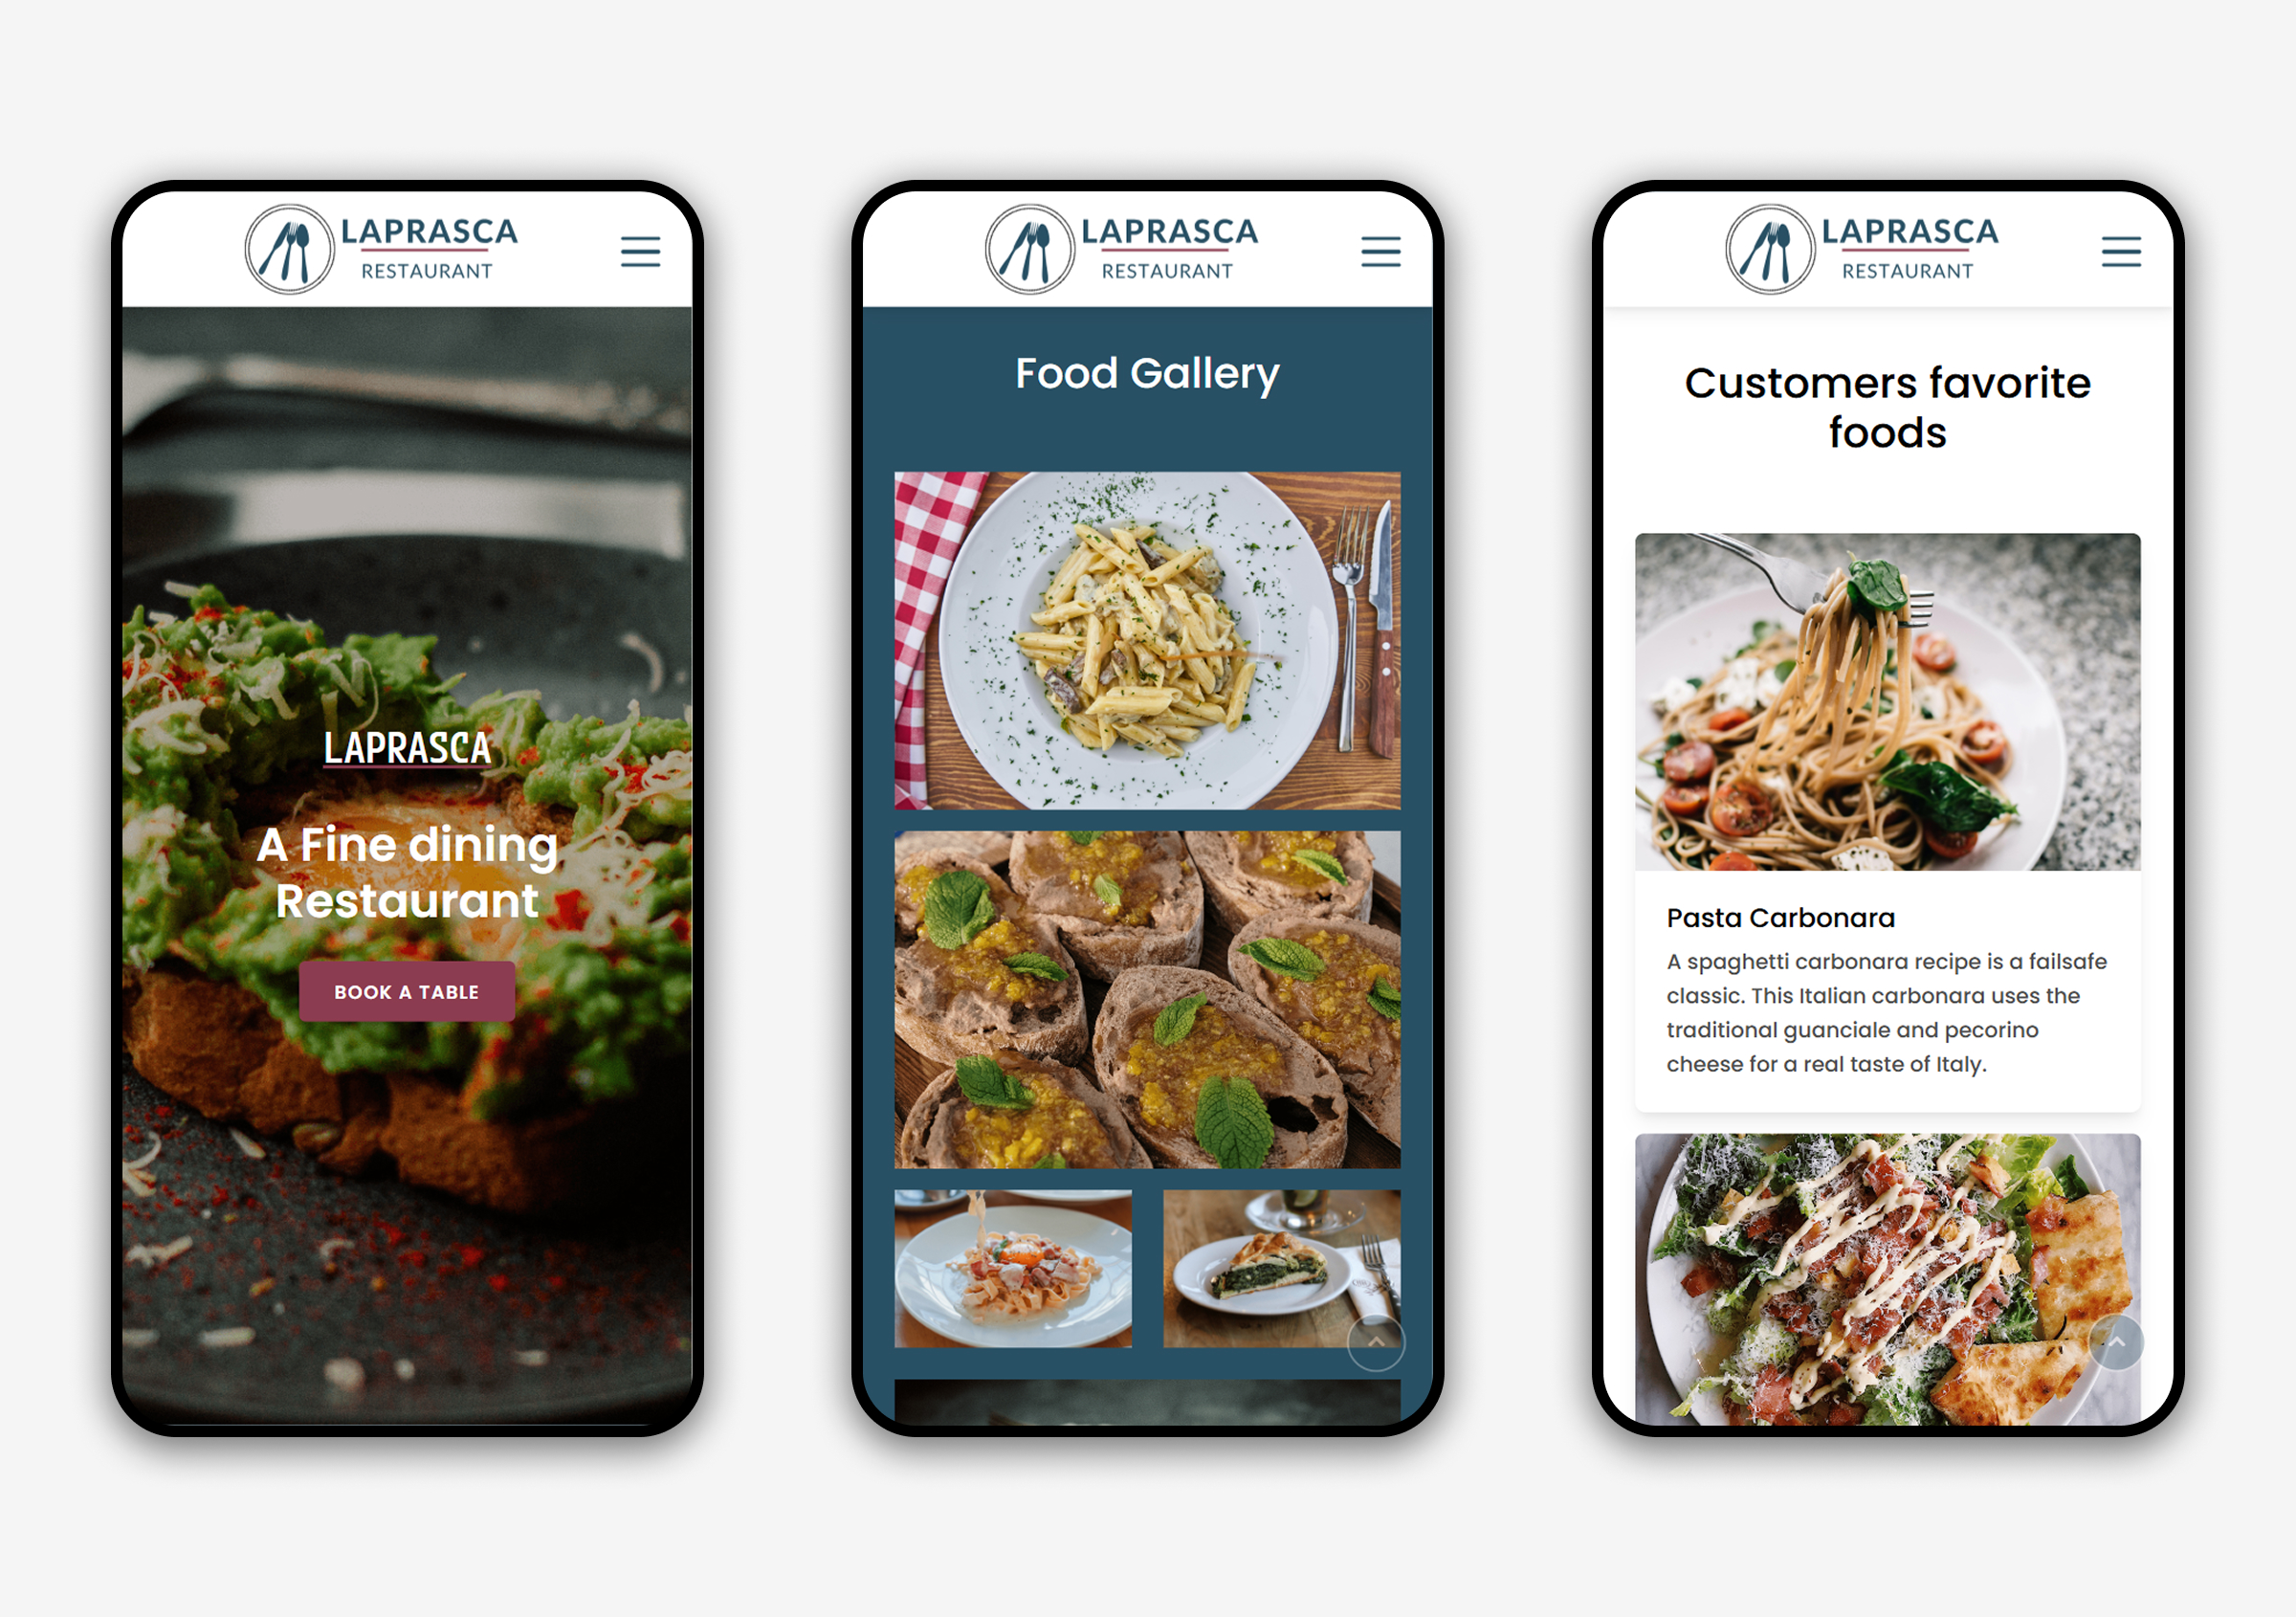 LAPRASCA
RESTAURANT
LAPRASCA
A Fine dining
Restaurant
BOOK A TABLE
LAPRASCA
RESTAURANT
Food Gallery
LAPRASCA
RESTAURANT
Customers favorite
foods
Pasta Carbonara
A spaghetti carbonara recipe is a failsafe
classic. This Italian carbonara uses the
traditional guanciale and pecorino
cheese for a real taste of Italy.